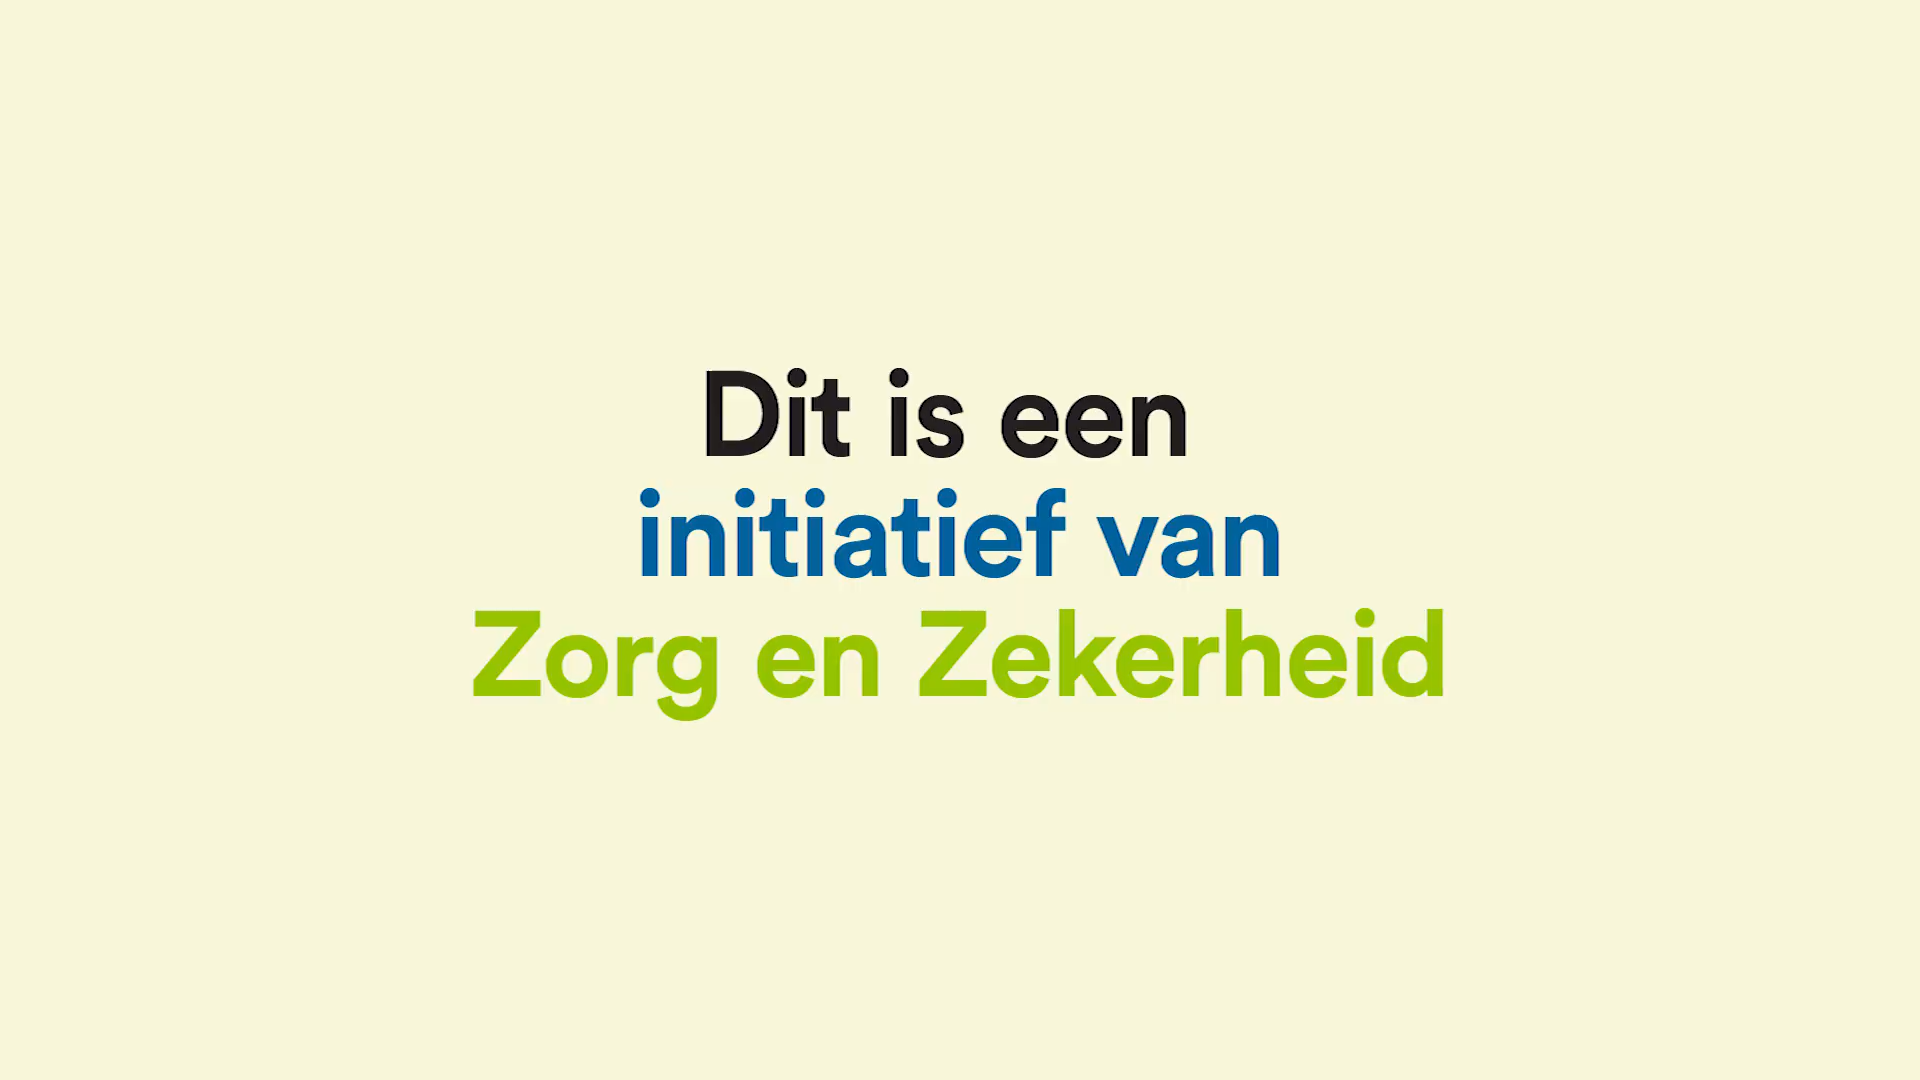 Dit is een
initiatief van
Zorg en Zekerheid